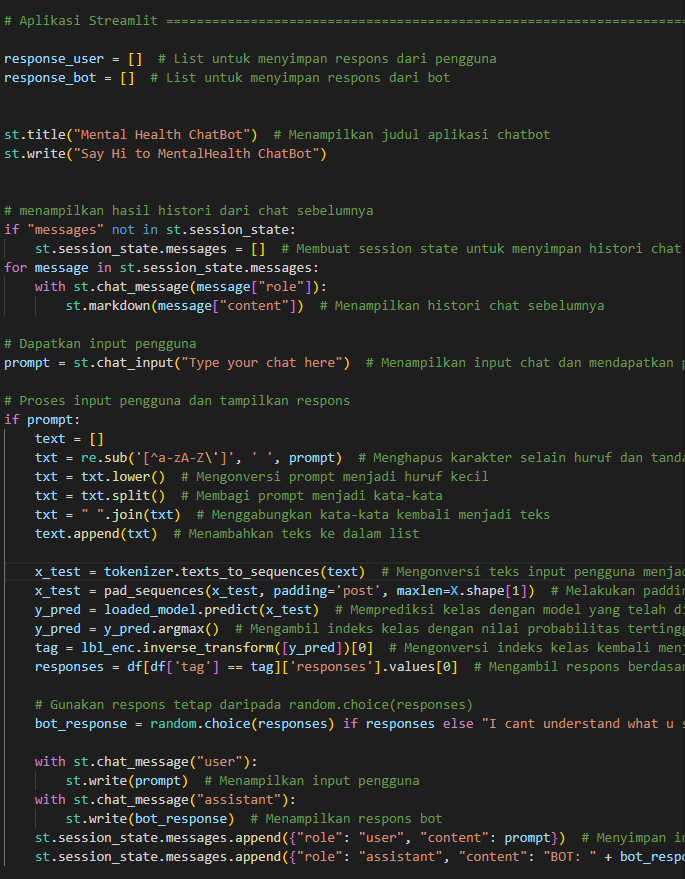 # Aplikasi Streamlit ==================================================================
response_user = []  # List untuk menyimpan respons dari pengguna
response_bot = []  # List untuk menyimpan respons dari bot
st.title("Mental Health ChatBot")  # Menampilkan judul aplikasi chatbot
st.write("Say Hi to MentalHealth ChatBot")
# menampilkan hasil histori dari chat sebelumnya
if "messages" not in st.session_state:
    st.session_state.messages = []  # Membuat session state untuk menyimpan histori chat
for message in st.session_state.messages:
    with st.chat_message(message["role"]):
        st.markdown(message["content"])  # Menampilkan histori chat sebelumnya
# Dapatkan input pengguna
prompt = st.chat_input("Type your chat here")  # Menampilkan input chat dan mendapatkan
# Proses input pengguna dan tampilkan respons
if prompt:
    text = []
    txt = re.sub('[^a-zA-Z\']', ' ', prompt)  # Menghapus karakter selain huruf dan
    txt = txt.lower()  # Mengonversi prompt menjadi huruf kecil
    txt = txt.split()  # Membagi prompt menjadi kata-kata
    txt = " ".join(txt)  # Menggabungkan kata-kata kembali menjadi teks
    text.append(txt)  # Menambahkan teks ke dalam list
    x_test = tokenizer.texts_to_sequences(text)  # Mengonversi teks input pengguna
    x_test = pad_sequences(x_test, padding='post', maxlen=X.shape[1])  # Melakukan
    y_pred = loaded_model.predict(x_test)  # Memprediksi kelas dengan model yang telah
    y_pred = y_pred.argmax()  # Mengambil indeks kelas dengan nilai probabilitas
    tag = lbl_enc.inverse_transform([y_pred])[0]  # Mengonversi indeks kelas kembali
    responses = df[df['tag'] == tag]['responses'].values[0]  # Mengambil respons
    # Gunakan respons tetap daripada random.choice(responses)
    bot_response = random.choice(responses) if responses else "I cant understand what u
    with st.chat_message("user"):
        st.write(prompt)  # Menampilkan input pengguna
    with st.chat_message("assistant"):
        st.write(bot_response)  # Menampilkan respons bot
    st.session_state.messages.append({"role": "user", "content": prompt})  # Menyimpan
    st.session_state.messages.append({"role": "assistant", "content": "BOT: " +